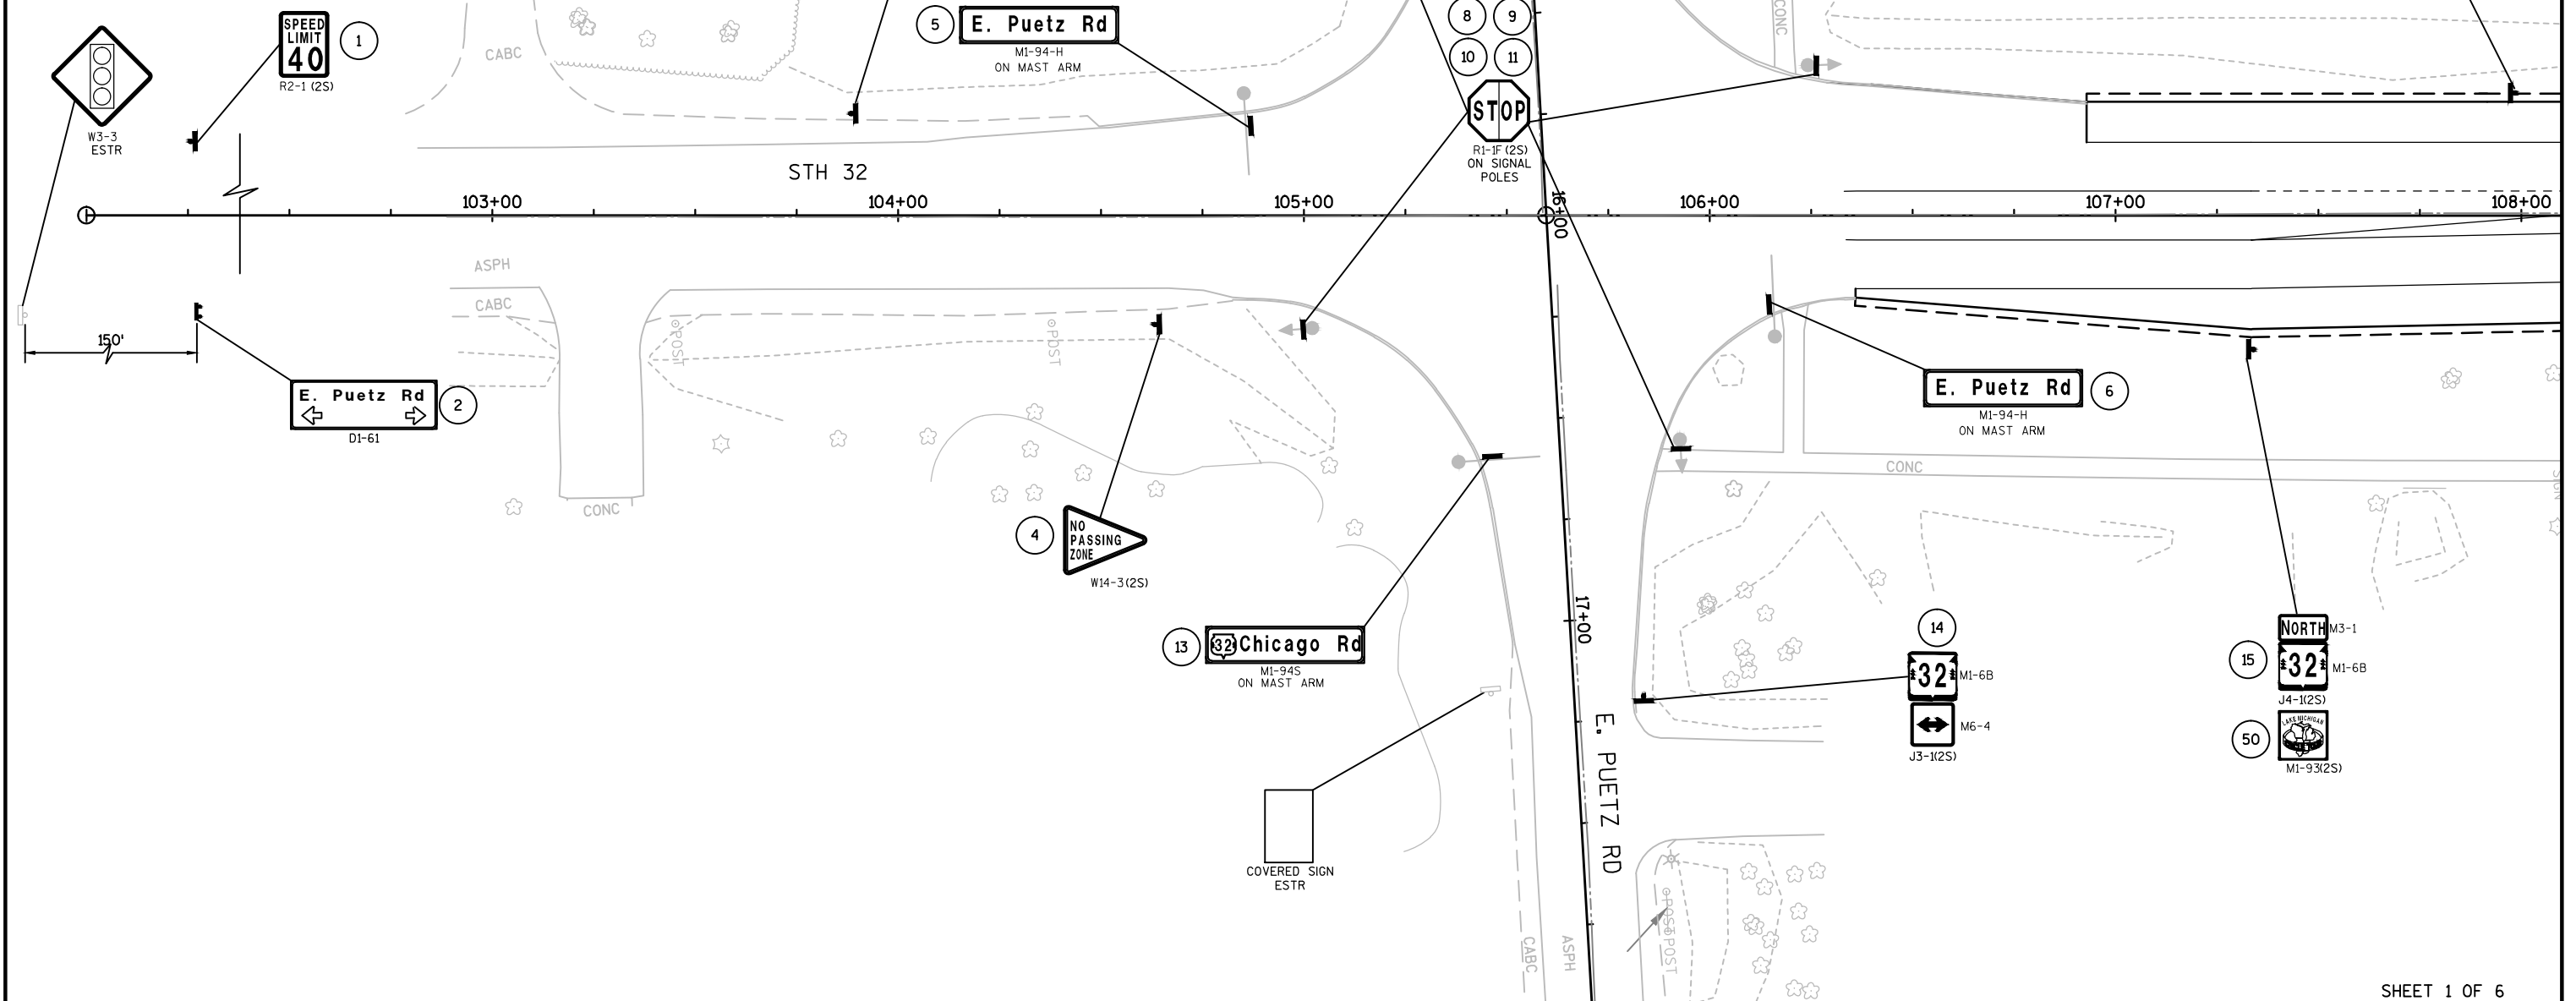 SPEED
LIMIT
40
1
R2-1 (2S)
W3-3
ESTR
CABC
5
E. Puetz Rd
M1-94-H
ON MAST ARM
8
9
10
11
STOP
R1-1F(2S)
ON SIGNAL
POLES
CONC
STH 32
103+00
104+00
105+00
16+00
106+00
107+00
108+00
ASPH
CABC
150'
E. Puetz Rd
2
D1-61
POST
POST
CONC
4
NO
PASSING
ZONE
W14-3(2S)
E. Puetz Rd
6
M1-94-H
ON MAST ARM
CONC
SIGN
17+00
13
32 Chicago Rd
M1-94S
ON MAST ARM
14
32
M1-6B
M6-4
J3-1(2S)
NORTH
M3-1
15
32
M1-6B
J4-1(2S)
50
LAKE MICHIGAN
M1-93(2S)
E. PUETZ RD
COVERED SIGN
ESTR
CABC
ASPH
POST
POST
SHEET 1 OF 6